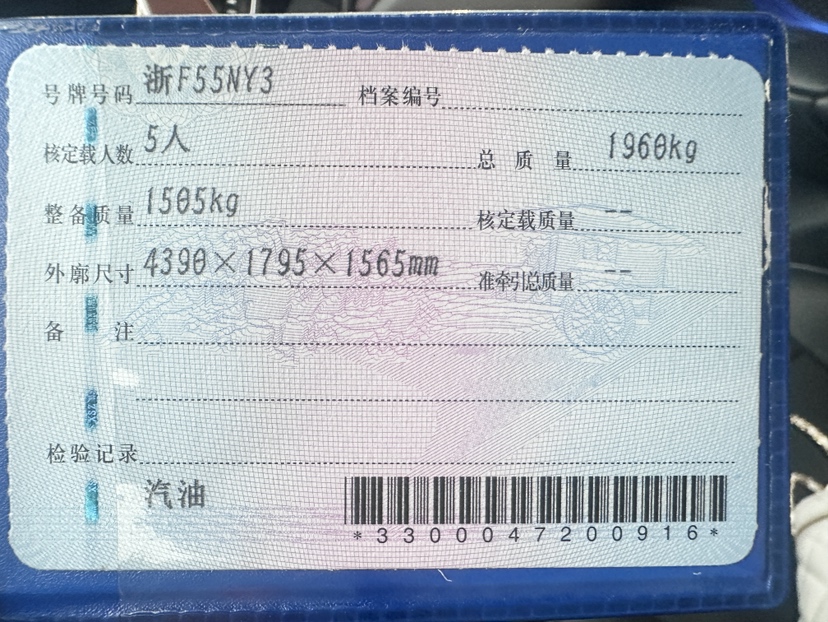 号牌号码 浙F55NY3 档案编号
核定载人数 5人 总质量 1960kg
整备质量 1505kg 核定载质量 --
外廓尺寸 4390×1795×1565mm 准牵引总质量 --
备注
检验记录
汽油
*3300047200916*